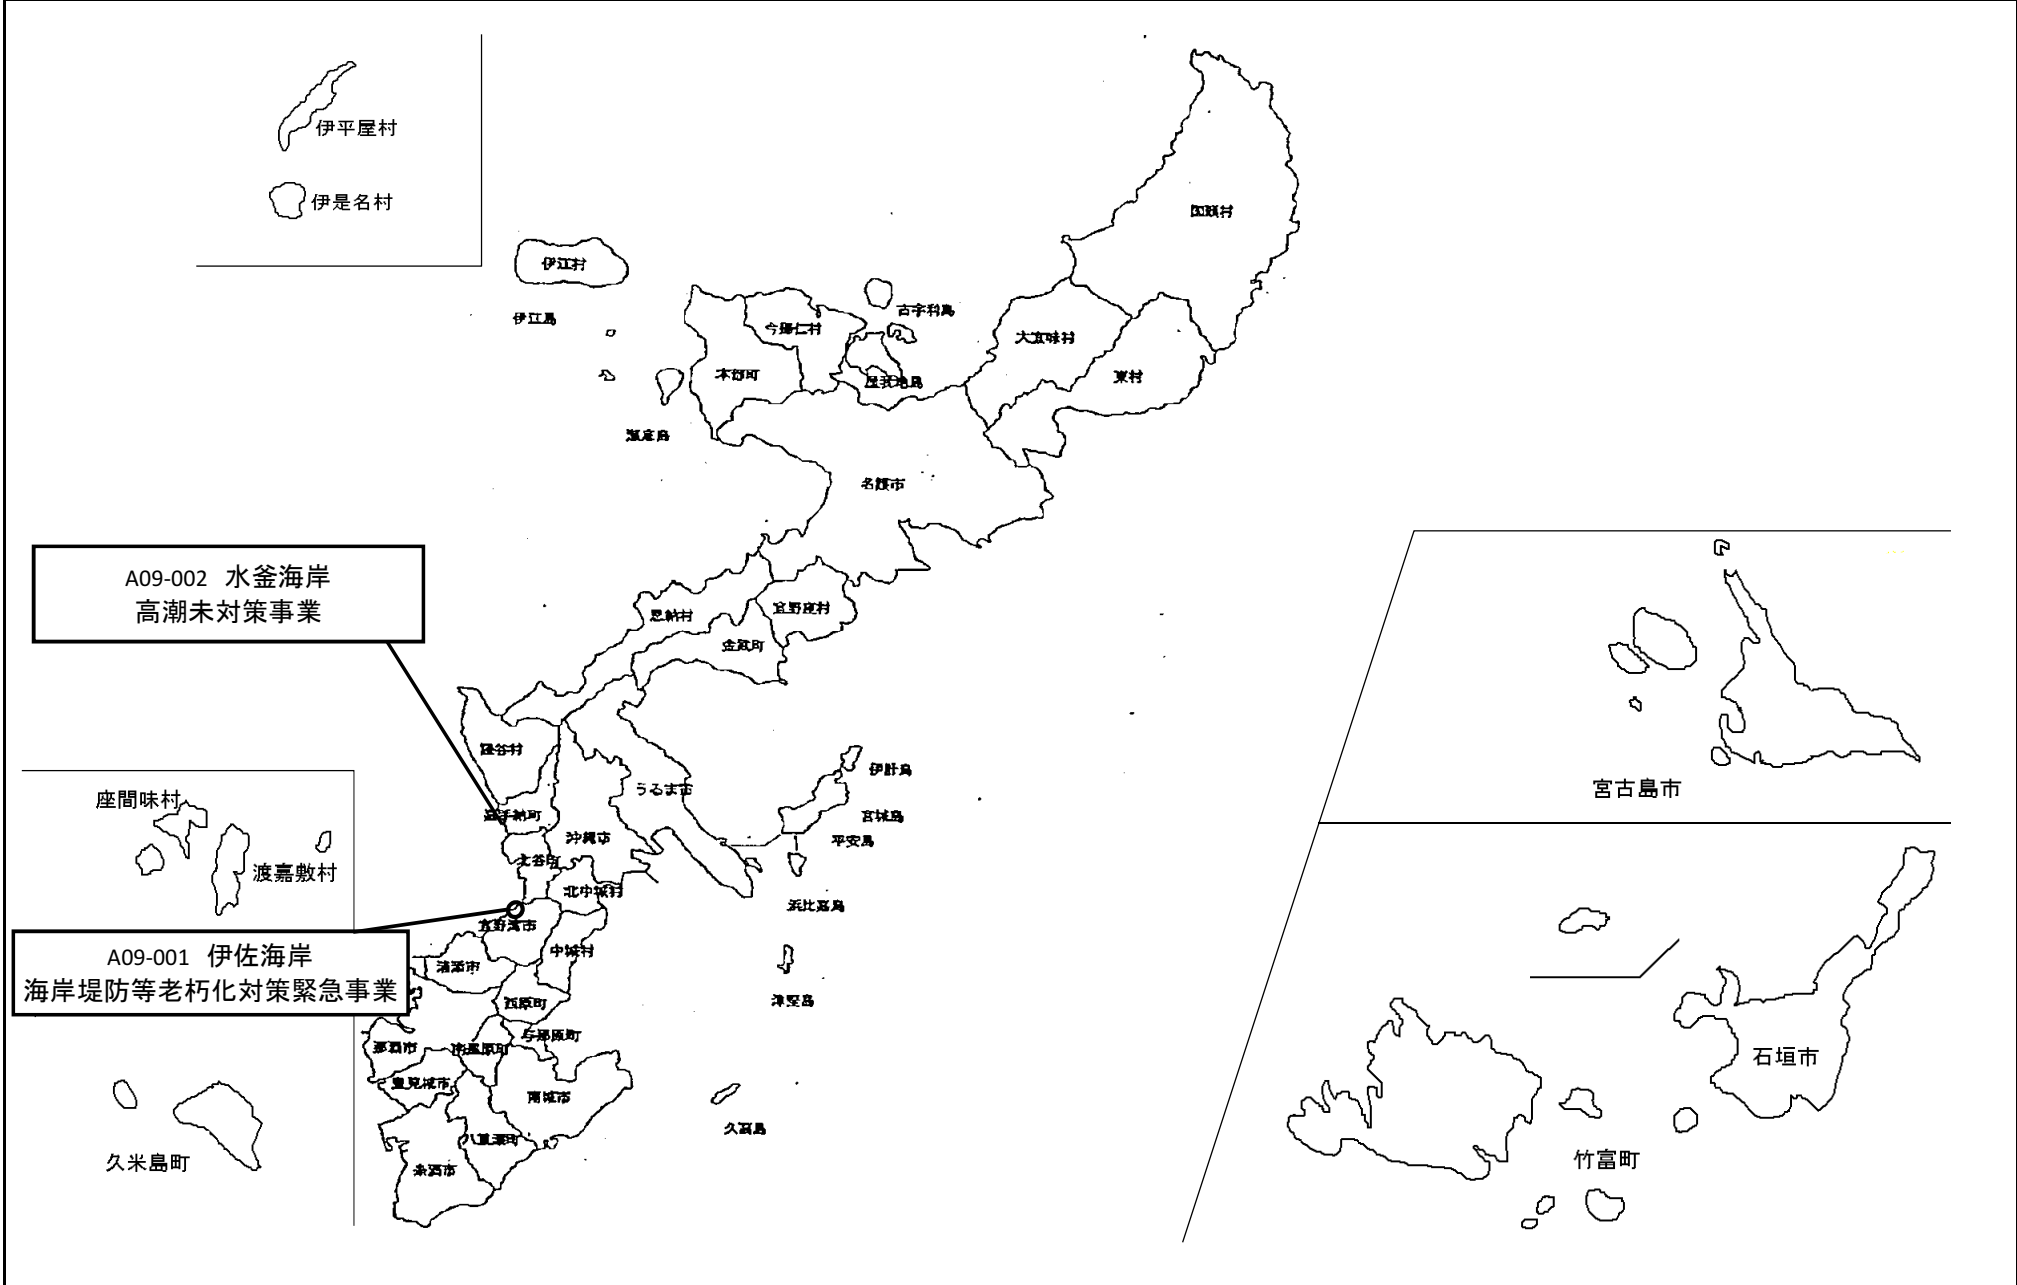 伊平屋村
伊是名村
国頭村
伊江村
伊江島
古宇利島
今帰仁村
大宜味村
本部町
屋我地島
東村
瀬底島
名護市
A09-002 水釜海岸
高潮未対策事業
恩納村
宜野座村
金武町
読谷村
うるま市
伊計島
宮城島
平安島
浜比嘉島
嘉手納町
沖縄市
北谷町
北中城村
座間味村
渡嘉敷村
宜野湾市
中城村
A09-001 伊佐海岸
海岸堤防等老朽化対策緊急事業
浦添市
西原町
津堅島
与那原町
那覇市
南風原町
豊見城市
南城市
久高島
八重瀬町
糸満市
久米島町
宮古島市
石垣市
竹富町